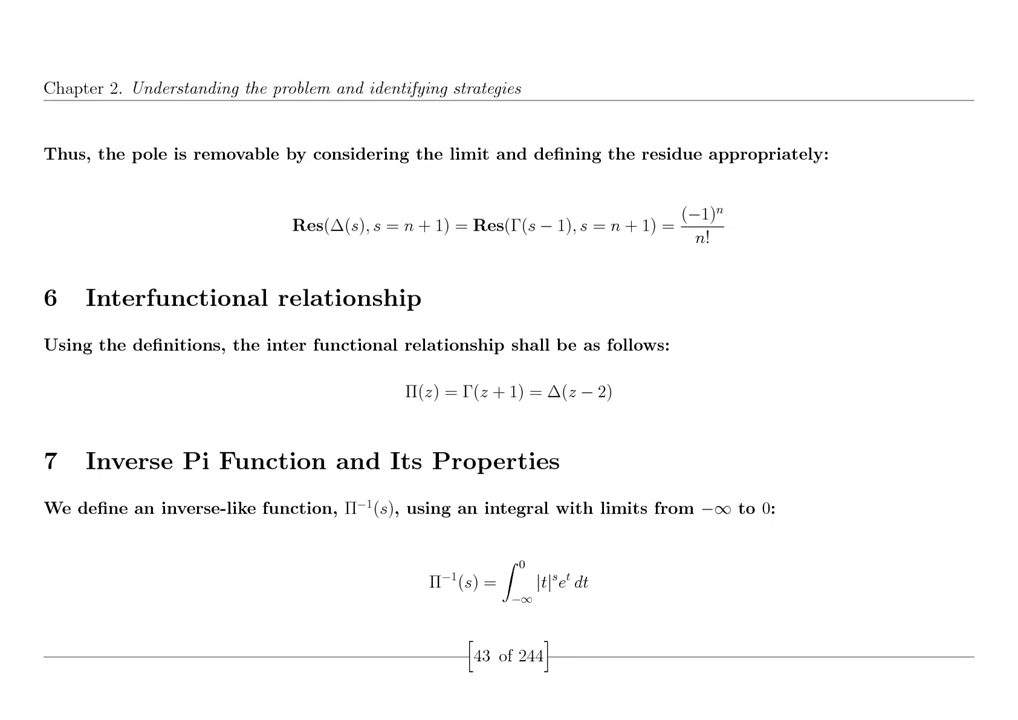 Chapter 2. Understanding the problem and identifying strategies
Thus, the pole is removable by considering the limit and defining the residue appropriately:
Res(Δ(s), s = n + 1) = Res(Γ(s − 1), s = n + 1) = (−1)ⁿ / n!
6 Interfunctional relationship
Using the definitions, the inter functional relationship shall be as follows:
Π(z) = Γ(z + 1) = Δ(z − 2)
7 Inverse Pi Function and Its Properties
We define an inverse-like function, Π⁻¹(s), using an integral with limits from −∞ to 0:
Π⁻¹(s) = ∫_{−∞}^{0} |t|ˢeᵗ dt
[43 of 244]